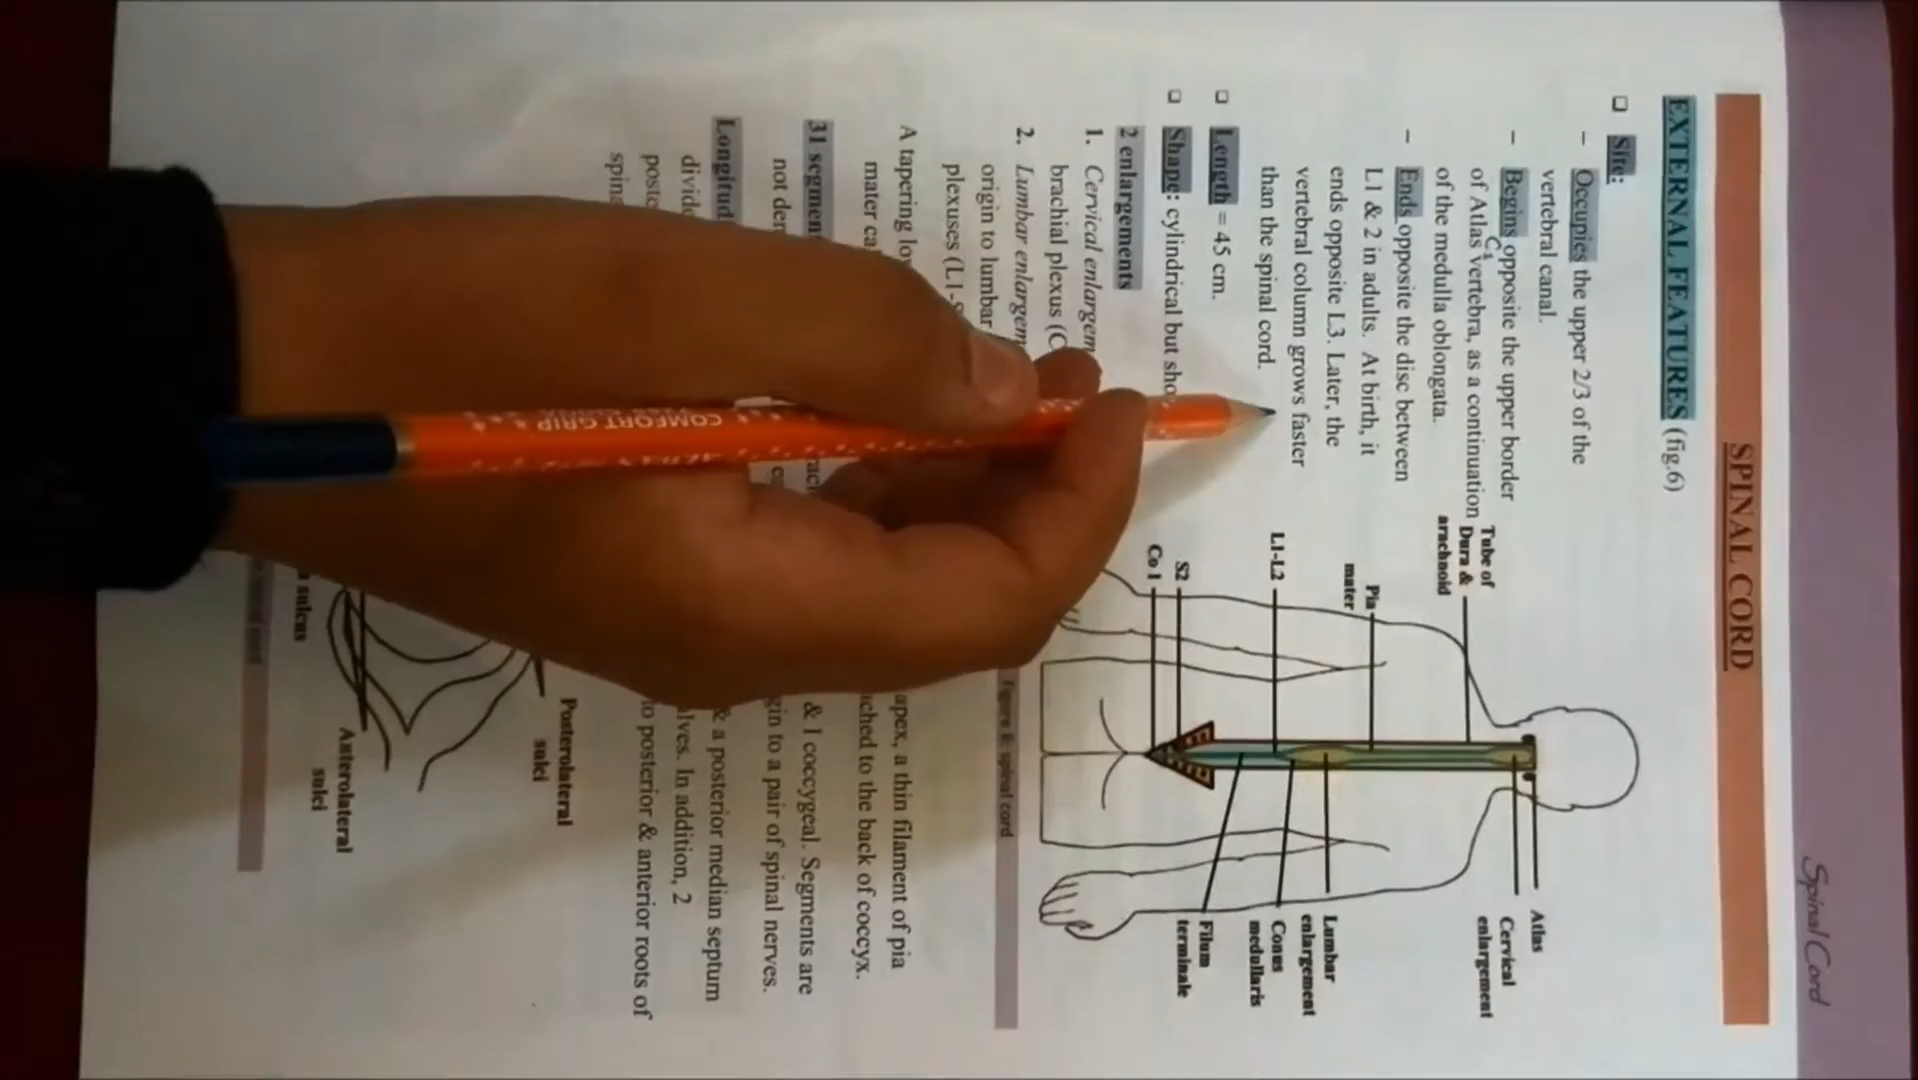 Spinal Cord
SPINAL CORD
EXTERNAL FEATURES (fig.6)
❑ Site:
– Occupies the upper 2/3 of the
vertebral canal.
– Begins opposite the upper border
C1
of Atlas vertebra, as a continuation
of the medulla oblongata.
– Ends opposite the disc between
L1 & 2 in adults. At birth, it
ends opposite L3. Later, the
vertebral column grows faster
than the spinal cord.
❑ Length = 45 cm.
❑ Shape: cylindrical but sho
2 enlargements
1. Cervical enlargem
brachial plexus (C
2. Lumbar enlargem
origin to lumbar
plexuses (L1-S
Tube of
Dura &
arachnoid
Pia
mater
L1-L2
S2
Co 1
Atlas
Cervical
enlargement
Lumbar
enlargement
Conus
medullaris
Filum
terminale
Figure 6: spinal cord
A tapering lo apex, a thin filament of pia
mater ca ched to the back of coccyx.
31 segmen & 1 coccygeal. Segments are
not de gin to a pair of spinal nerves.
Longitud & a posterior median septum
divide lves. In addition, 2
poste to posterior & anterior roots of
spina
Posterolateral
sulci
Anterolateral
sulci
sulcus
COMFORT GRIP